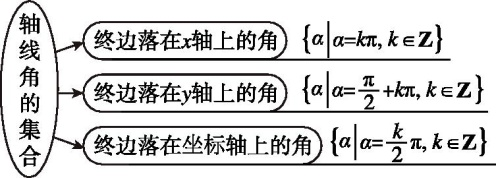 轴线角的集合
终边落在x轴上的角 {α|α=kπ, k∈Z}
终边落在y轴上的角 {α|α=π/2+kπ, k∈Z}
终边落在坐标轴上的角 {α|α=k/2π, k∈Z}